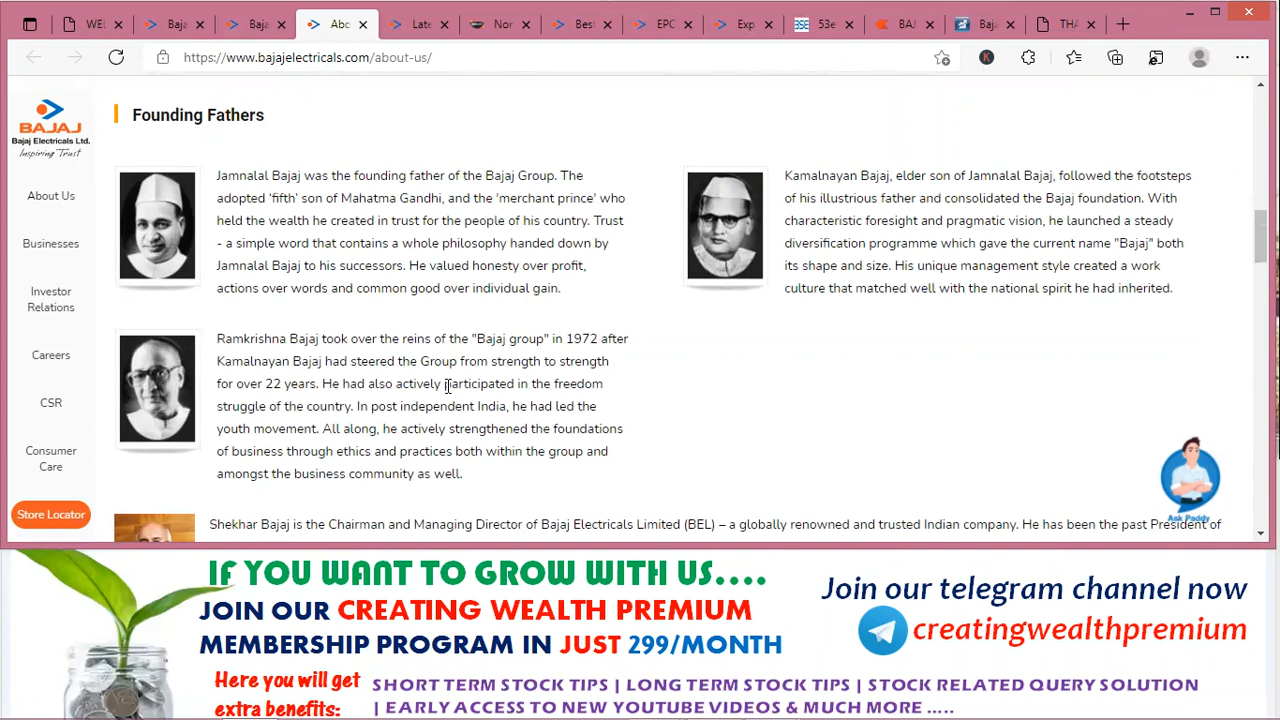 WEL
Baja
Baja
Abc
Late
Nor
Best
EPC
Exp
53e
BAJ
Baja
THA
https://www.bajajelectricals.com/about-us/
BAJAJ
Bajaj Electricals Ltd.
Inspiring Trust
About Us
Businesses
Investor
Relations
Careers
CSR
Consumer
Care
Store Locator
Founding Fathers
Jamnalal Bajaj was the founding father of the Bajaj Group. The
adopted ‘fifth’ son of Mahatma Gandhi, and the 'merchant prince' who
held the wealth he created in trust for the people of his country. Trust
- a simple word that contains a whole philosophy handed down by
Jamnalal Bajaj to his successors. He valued honesty over profit,
actions over words and common good over individual gain.
Kamalnayan Bajaj, elder son of Jamnalal Bajaj, followed the footsteps
of his illustrious father and consolidated the Bajaj foundation. With
characteristic foresight and pragmatic vision, he launched a steady
diversification programme which gave the current name "Bajaj" both
its shape and size. His unique management style created a work
culture that matched well with the national spirit he had inherited.
Ramkrishna Bajaj took over the reins of the "Bajaj group" in 1972 after
Kamalnayan Bajaj had steered the Group from strength to strength
for over 22 years. He had also actively participated in the freedom
struggle of the country. In post independent India, he had led the
youth movement. All along, he actively strengthened the foundations
of business through ethics and practices both within the group and
amongst the business community as well.
Ask Paddy
Shekhar Bajaj is the Chairman and Managing Director of Bajaj Electricals Limited (BEL) – a globally renowned and trusted Indian company. He has been the past President of
IF YOU WANT TO GROW WITH US....
JOIN OUR CREATING WEALTH PREMIUM
MEMBERSHIP PROGRAM IN JUST 299/MONTH
Join our telegram channel now
creatingwealthpremium
Here you will get
extra benefits:
SHORT TERM STOCK TIPS | LONG TERM STOCK TIPS | STOCK RELATED QUERY SOLUTION
| EARLY ACCESS TO NEW YOUTUBE VIDEOS & MUCH MORE .....